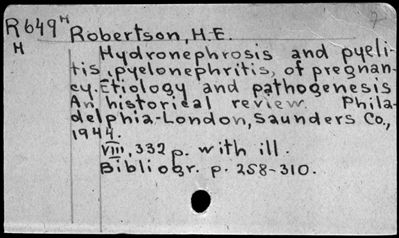 R649H Robertson, H.E.
H
Hydronephrosis and pyeli-
tis, pyelonephritis, of pregnan-
cy. Etiology and pathogenesis
An historical review. Phila-
delphia-London, Saunders Co.,
1944.
VIII, 332 p. with ill.
Bibliogr. p. 258-310.